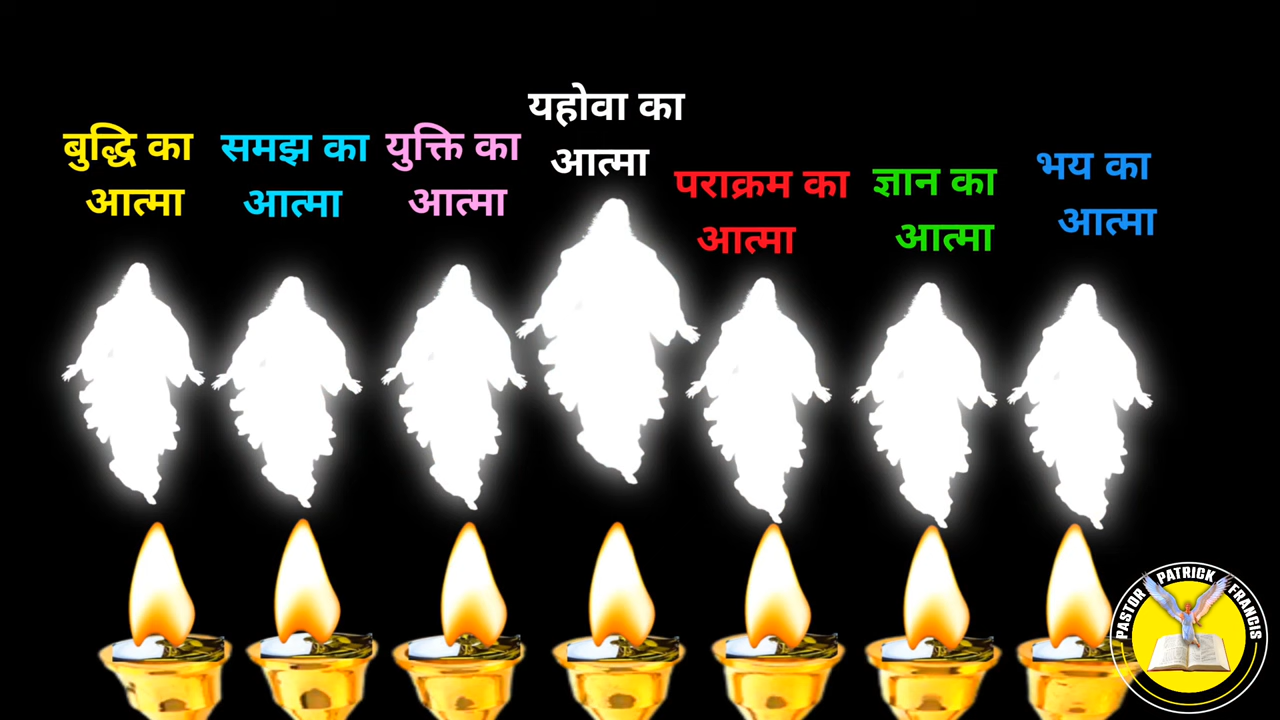 बुद्धि का
आत्मा
समझ का
आत्मा
युक्ति का
आत्मा
यहोवा का
आत्मा
पराक्रम का
आत्मा
ज्ञान का
आत्मा
भय का
आत्मा
PASTOR PATRICK FRANCIS